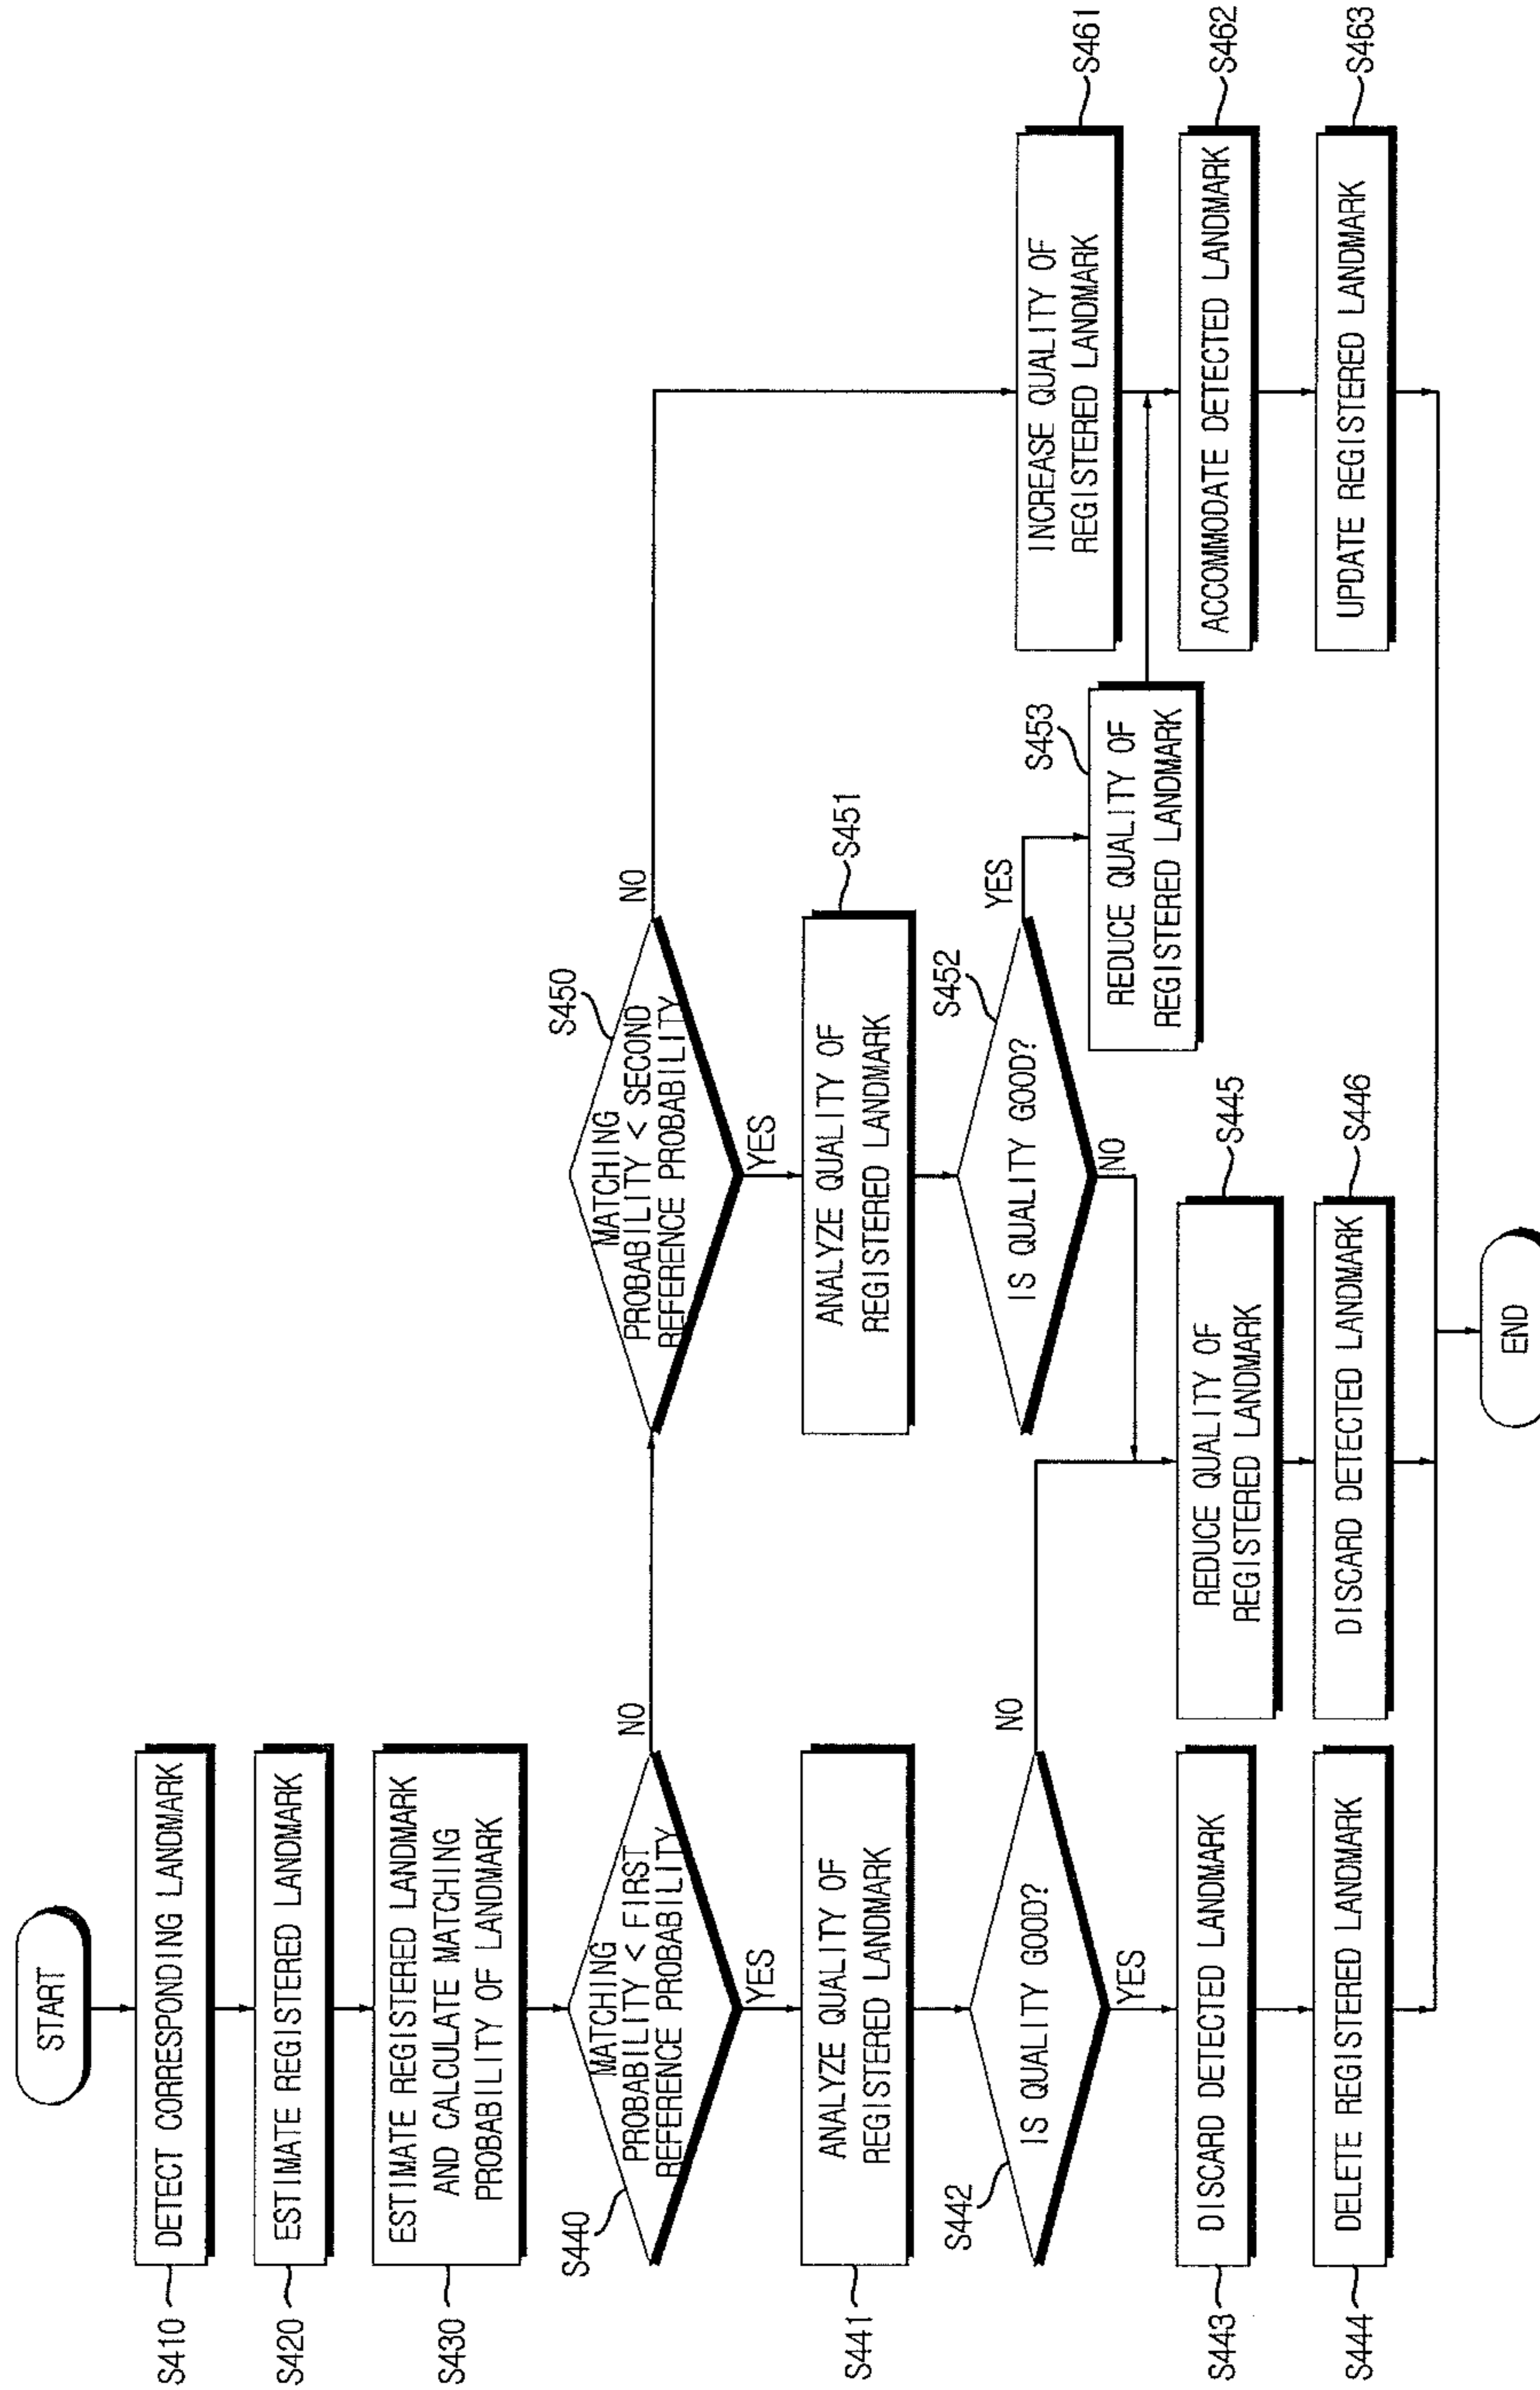 START
S410
DETECT CORRESPONDING LANDMARK
S420
ESTIMATE REGISTERED LANDMARK
S430
ESTIMATE REGISTERED LANDMARK
AND CALCULATE MATCHING
PROBABILITY OF LANDMARK
S440
MATCHING
PROBABILITY < FIRST
REFERENCE PROBABILITY
NO
YES
S450
MATCHING
PROBABILITY < SECOND
REFERENCE PROBABILITY
NO
YES
S441
ANALYZE QUALITY OF
REGISTERED LANDMARK
ANALYZE QUALITY OF
REGISTERED LANDMARK
S451
S442
IS QUALITY GOOD?
NO
YES
S452
IS QUALITY GOOD?
YES
NO
S453
REDUCE QUALITY OF
REGISTERED LANDMARK
INCREASE QUALITY OF
REGISTERED LANDMARK
S461
S443
DISCARD DETECTED LANDMARK
REDUCE QUALITY OF
REGISTERED LANDMARK
S445
ACCOMMODATE DETECTED LANDMARK
S462
S444
DELETE REGISTERED LANDMARK
DISCARD DETECTED LANDMARK
S446
UPDATE REGISTERED LANDMARK
S463
END